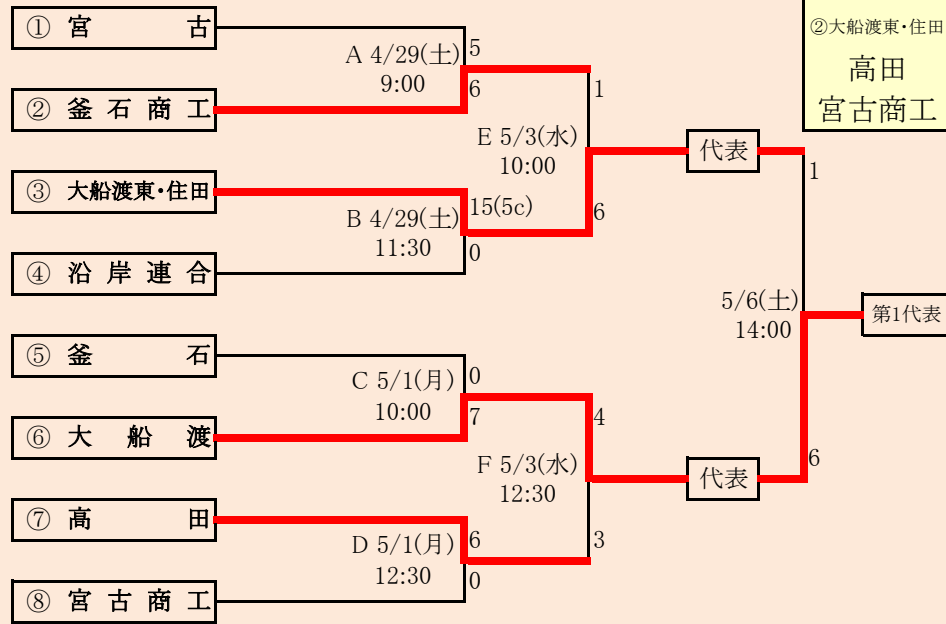 ① 宮古
A 4/29(土)
9:00
5
6
② 釜石商工
③ 大船渡東・住田
B 4/29(土)
11:30
15(5c)
0
④ 沿岸連合
E 5/3(水)
10:00
1
6
代表
⑤ 釜石
C 5/1(月)
10:00
0
7
⑥ 大船渡
⑦ 高田
D 5/1(月)
12:30
6
0
⑧ 宮古商工
F 5/3(水)
12:30
4
3
代表
5/6(土)
14:00
1
6
第1代表
②大船渡東・住田
高田
宮古商工